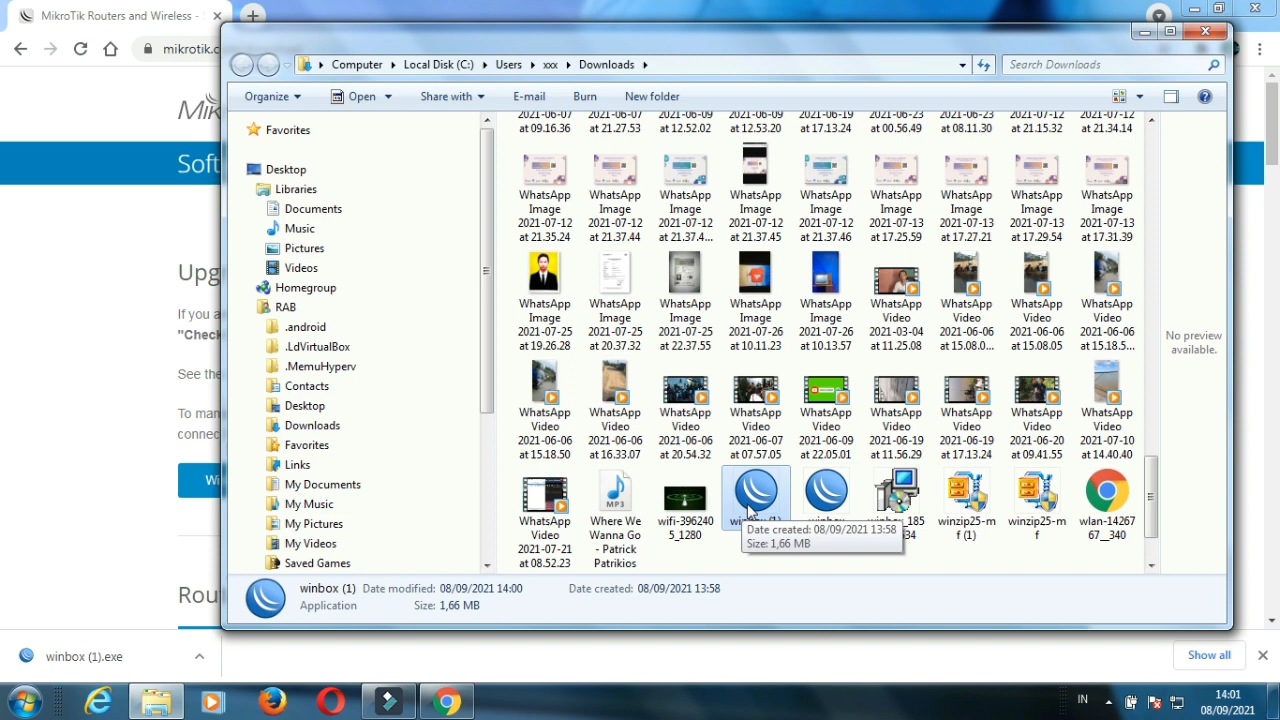 MikroTik Routers and Wireless -
mikrotik.c
Mik
Soft
Upg
If you a
"Check
See the
To man
connec
Wi
Rou
Computer
Local Disk (C:)
Users
xxx
Downloads
Search Downloads
Organize
Open
Share with
E-mail
Burn
New folder
Favorites
Desktop
Libraries
Documents
Music
Pictures
Videos
Homegroup
RAB
.android
.LdVirtualBox
.MemuHyperv
Contacts
Desktop
Downloads
Favorites
Links
My Documents
My Music
My Pictures
My Videos
Saved Games
2021-06-07 2021-06-07 2021-06-09 2021-06-09 2021-06-19 2021-06-23 2021-06-23 2021-07-12 2021-07-12
at 09.16.36 at 21.27.53 at 12.52.02 at 12.53.20 at 17.13.24 at 00.56.49 at 08.11.30 at 21.15.32 at 21.34.14
WhatsApp WhatsApp WhatsApp WhatsApp WhatsApp WhatsApp WhatsApp WhatsApp WhatsApp
Image Image Image Image Image Image Image Image Image
2021-07-12 2021-07-12 2021-07-12 2021-07-12 2021-07-12 2021-07-13 2021-07-13 2021-07-13 2021-07-13
at 21.35.24 at 21.37.44 at 21.37.4... at 21.37.45 at 21.37.46 at 17.25.59 at 17.27.21 at 17.29.54 at 17.31.39
WhatsApp WhatsApp WhatsApp WhatsApp WhatsApp WhatsApp WhatsApp WhatsApp WhatsApp
Image Image Image Image Image Video Video Video Video
2021-07-25 2021-07-25 2021-07-25 2021-07-26 2021-07-26 2021-03-04 2021-06-06 2021-06-06 2021-06-06
at 19.26.28 at 20.37.32 at 22.37.55 at 10.11.23 at 10.13.57 at 11.25.08 at 15.08.0... at 15.08.05 at 15.18.5...
WhatsApp WhatsApp WhatsApp WhatsApp WhatsApp WhatsApp WhatsApp WhatsApp WhatsApp
Video Video Video Video Video Video Video Video Video
2021-06-06 2021-06-06 2021-06-06 2021-06-07 2021-06-09 2021-06-19 2021-06-19 2021-06-20 2021-07-10
at 15.18.50 at 16.33.07 at 20.54.32 at 07.57.05 at 22.05.01 at 11.56.29 at 17.13.24 at 09.41.55 at 14.40.40
MP3
WhatsApp Where We wifi-396240 winbox (1) winbox winbox_185 winzip25-m winzip25-m wlan-14267
Video Wanna Go 5_1280 34 f (1) f 67__340
2021-07-21 - Patrick
at 08.52.23 Patrikios
Date created: 08/09/2021 13:58
Size: 1,66 MB
No preview
available.
winbox (1) Date modified: 08/09/2021 14:00 Date created: 08/09/2021 13:58
Application Size: 1,66 MB
winbox (1).exe
Show all
IN
14:01
08/09/2021